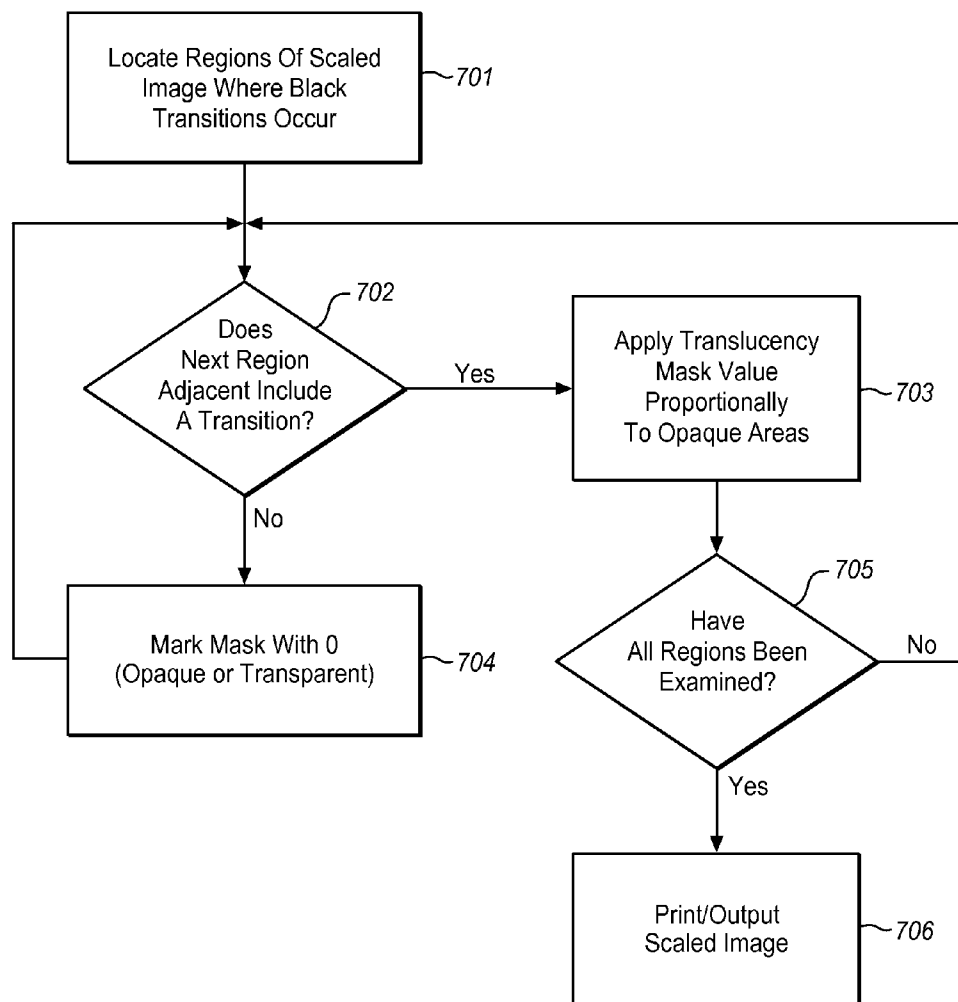 Locate Regions Of Scaled
Image Where Black
Transitions Occur
701
Does
Next Region
Adjacent Include
A Transition?
702
Yes
Apply Translucency
Mask Value
Proportionally
To Opaque Areas
703
No
Mark Mask With 0
(Opaque or Transparent)
704
Have
All Regions Been
Examined?
705
No
Yes
Print/Output
Scaled Image
706